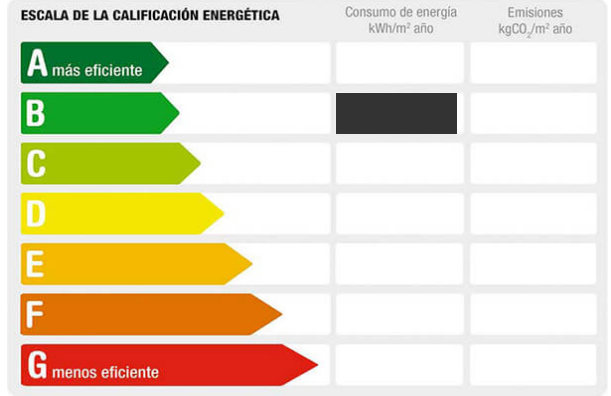 ESCALA DE LA CALIFICACIÓN ENERGÉTICA
Consumo de energía
kWh/m² año
Emisiones
kgCO₂/m² año
A más eficiente
B
C
D
E
F
G menos eficiente